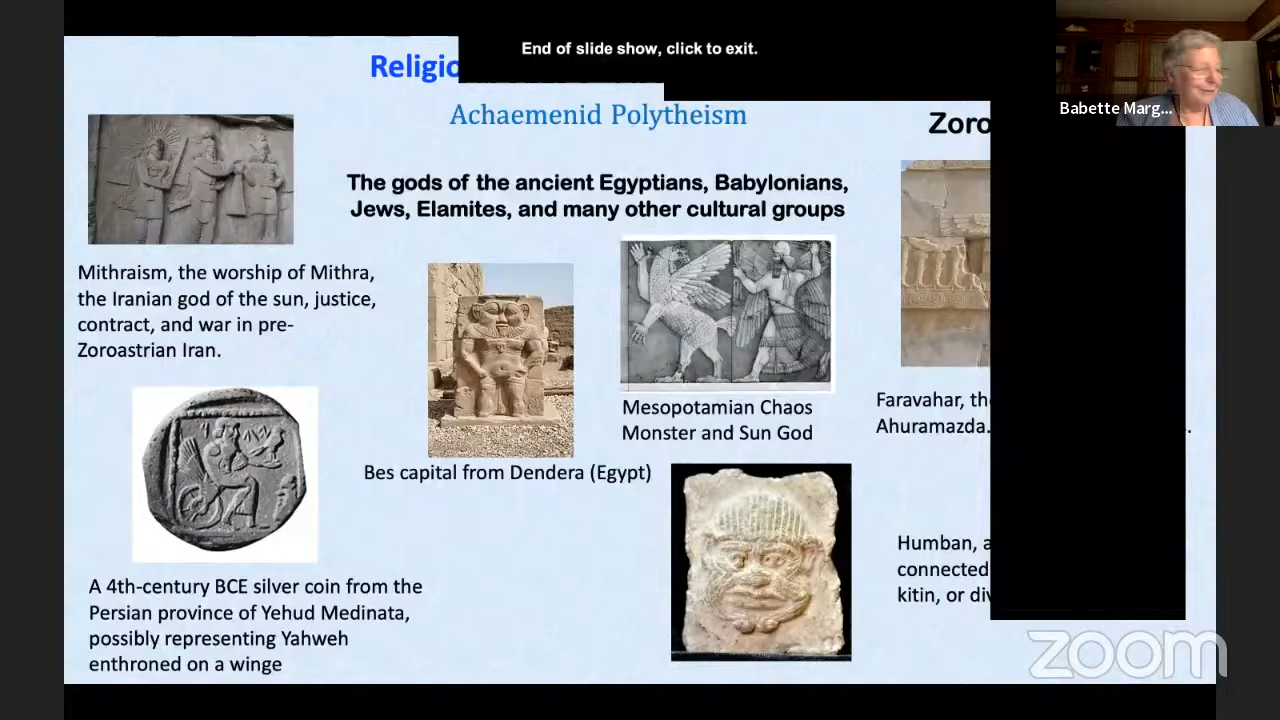 End of slide show, click to exit.
Religio
Babette Marg...
Achaemenid Polytheism
Zoro
The gods of the ancient Egyptians, Babylonians,
Jews, Elamites, and many other cultural groups
Mithraism, the worship of Mithra,
the Iranian god of the sun, justice,
contract, and war in pre-
Zoroastrian Iran.
Mesopotamian Chaos
Monster and Sun God
Faravahar, th
Ahuramazda.
Bes capital from Dendera (Egypt)
A 4th-century BCE silver coin from the
Persian province of Yehud Medinata,
possibly representing Yahweh
enthroned on a winge
Humban, a
connected
kitin, or div
zoom